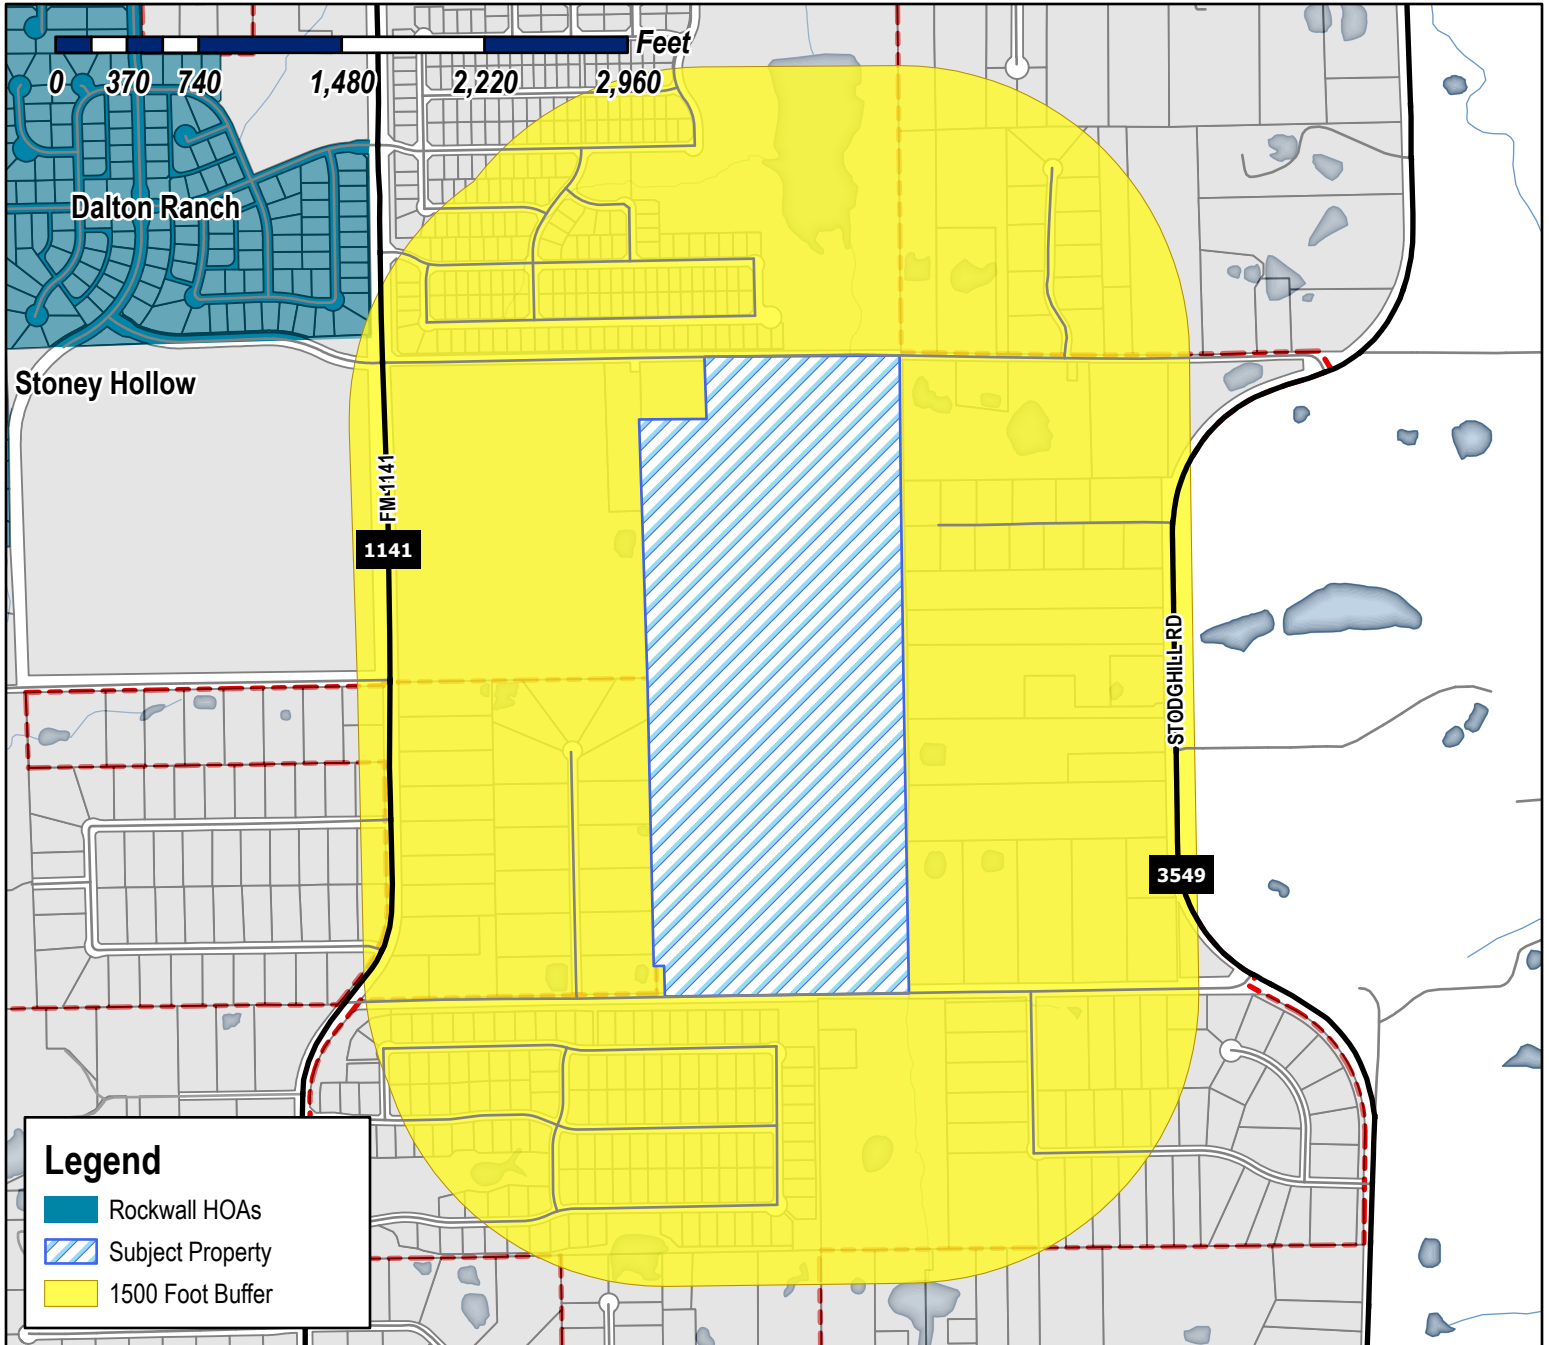 Feet
0 370 740 1,480 2,220 2,960
Dalton Ranch
Stoney Hollow
FM-1141
1141
STODGHILL RD
3549
Legend
Rockwall HOAs
Subject Property
1500 Foot Buffer